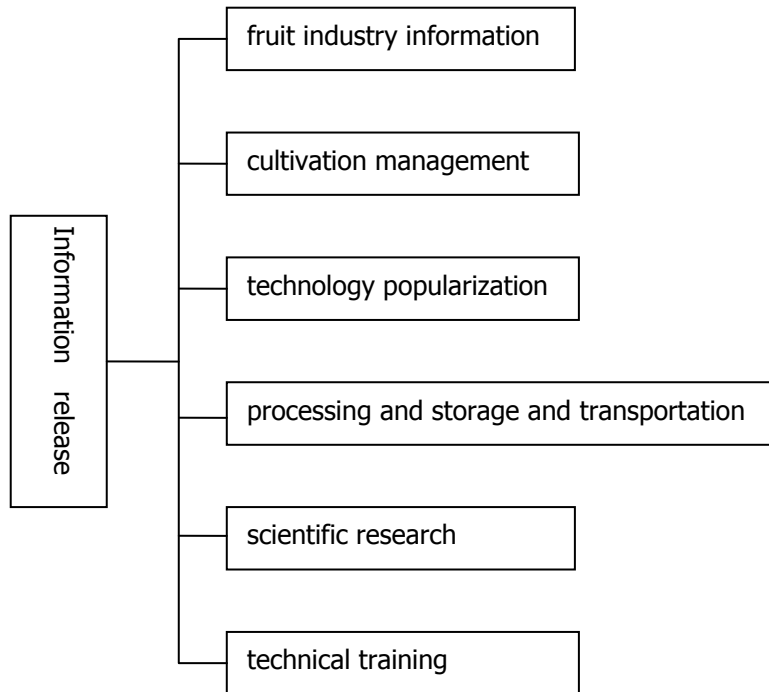 fruit industry information
cultivation management
technology popularization
Information release
processing and storage and transportation
scientific research
technical training